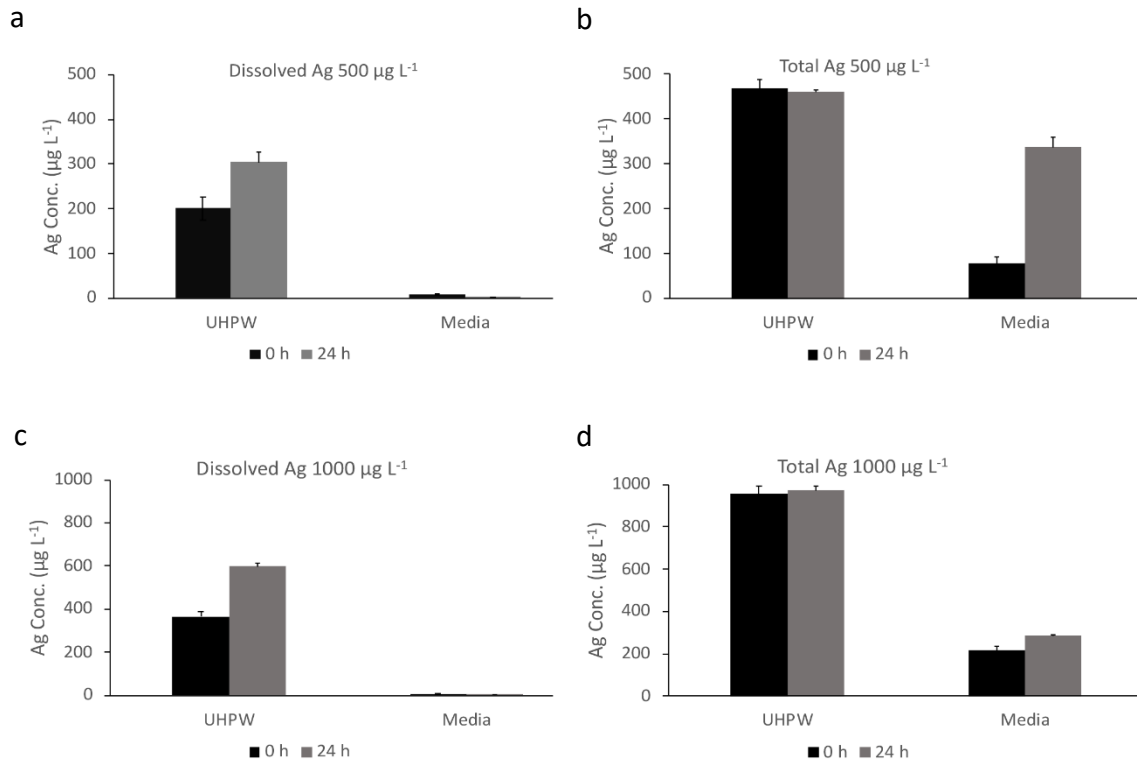 a
Dissolved Ag 500 µg L⁻¹
Ag Conc. (µg L⁻¹)
500
400
300
200
100
0
UHPW Media
0 h 24 h
b
Total Ag 500 µg L⁻¹
Ag Conc. (µg L⁻¹)
500
400
300
200
100
0
UHPW Media
0 h 24 h
c
Dissolved Ag 1000 µg L⁻¹
Ag Conc. (µg L⁻¹)
1000
800
600
400
200
0
UHPW Media
0 h 24 h
d
Total Ag 1000 µg L⁻¹
Ag Conc. (µg L⁻¹)
1000
800
600
400
200
0
UHPW Media
0 h 24 h